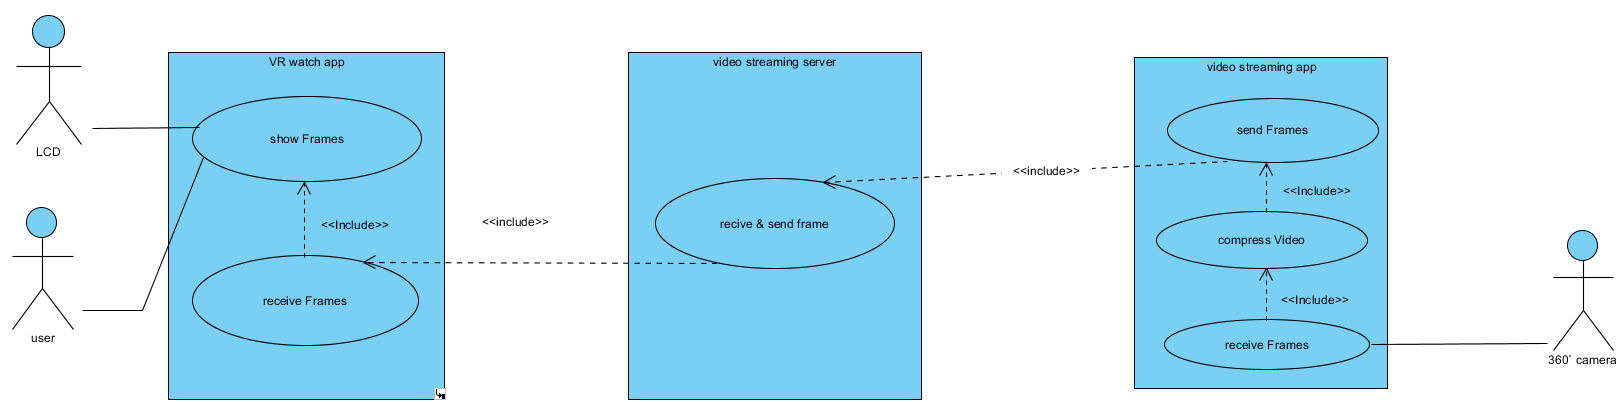 VR watch app
video streaming server
video streaming app
show Frames
send Frames
LCD
<<include>>
<<Include>>
<<Include>>
<<include>>
recive & send frame
compress Video
receive Frames
<<Include>>
user
receive Frames
360° camera